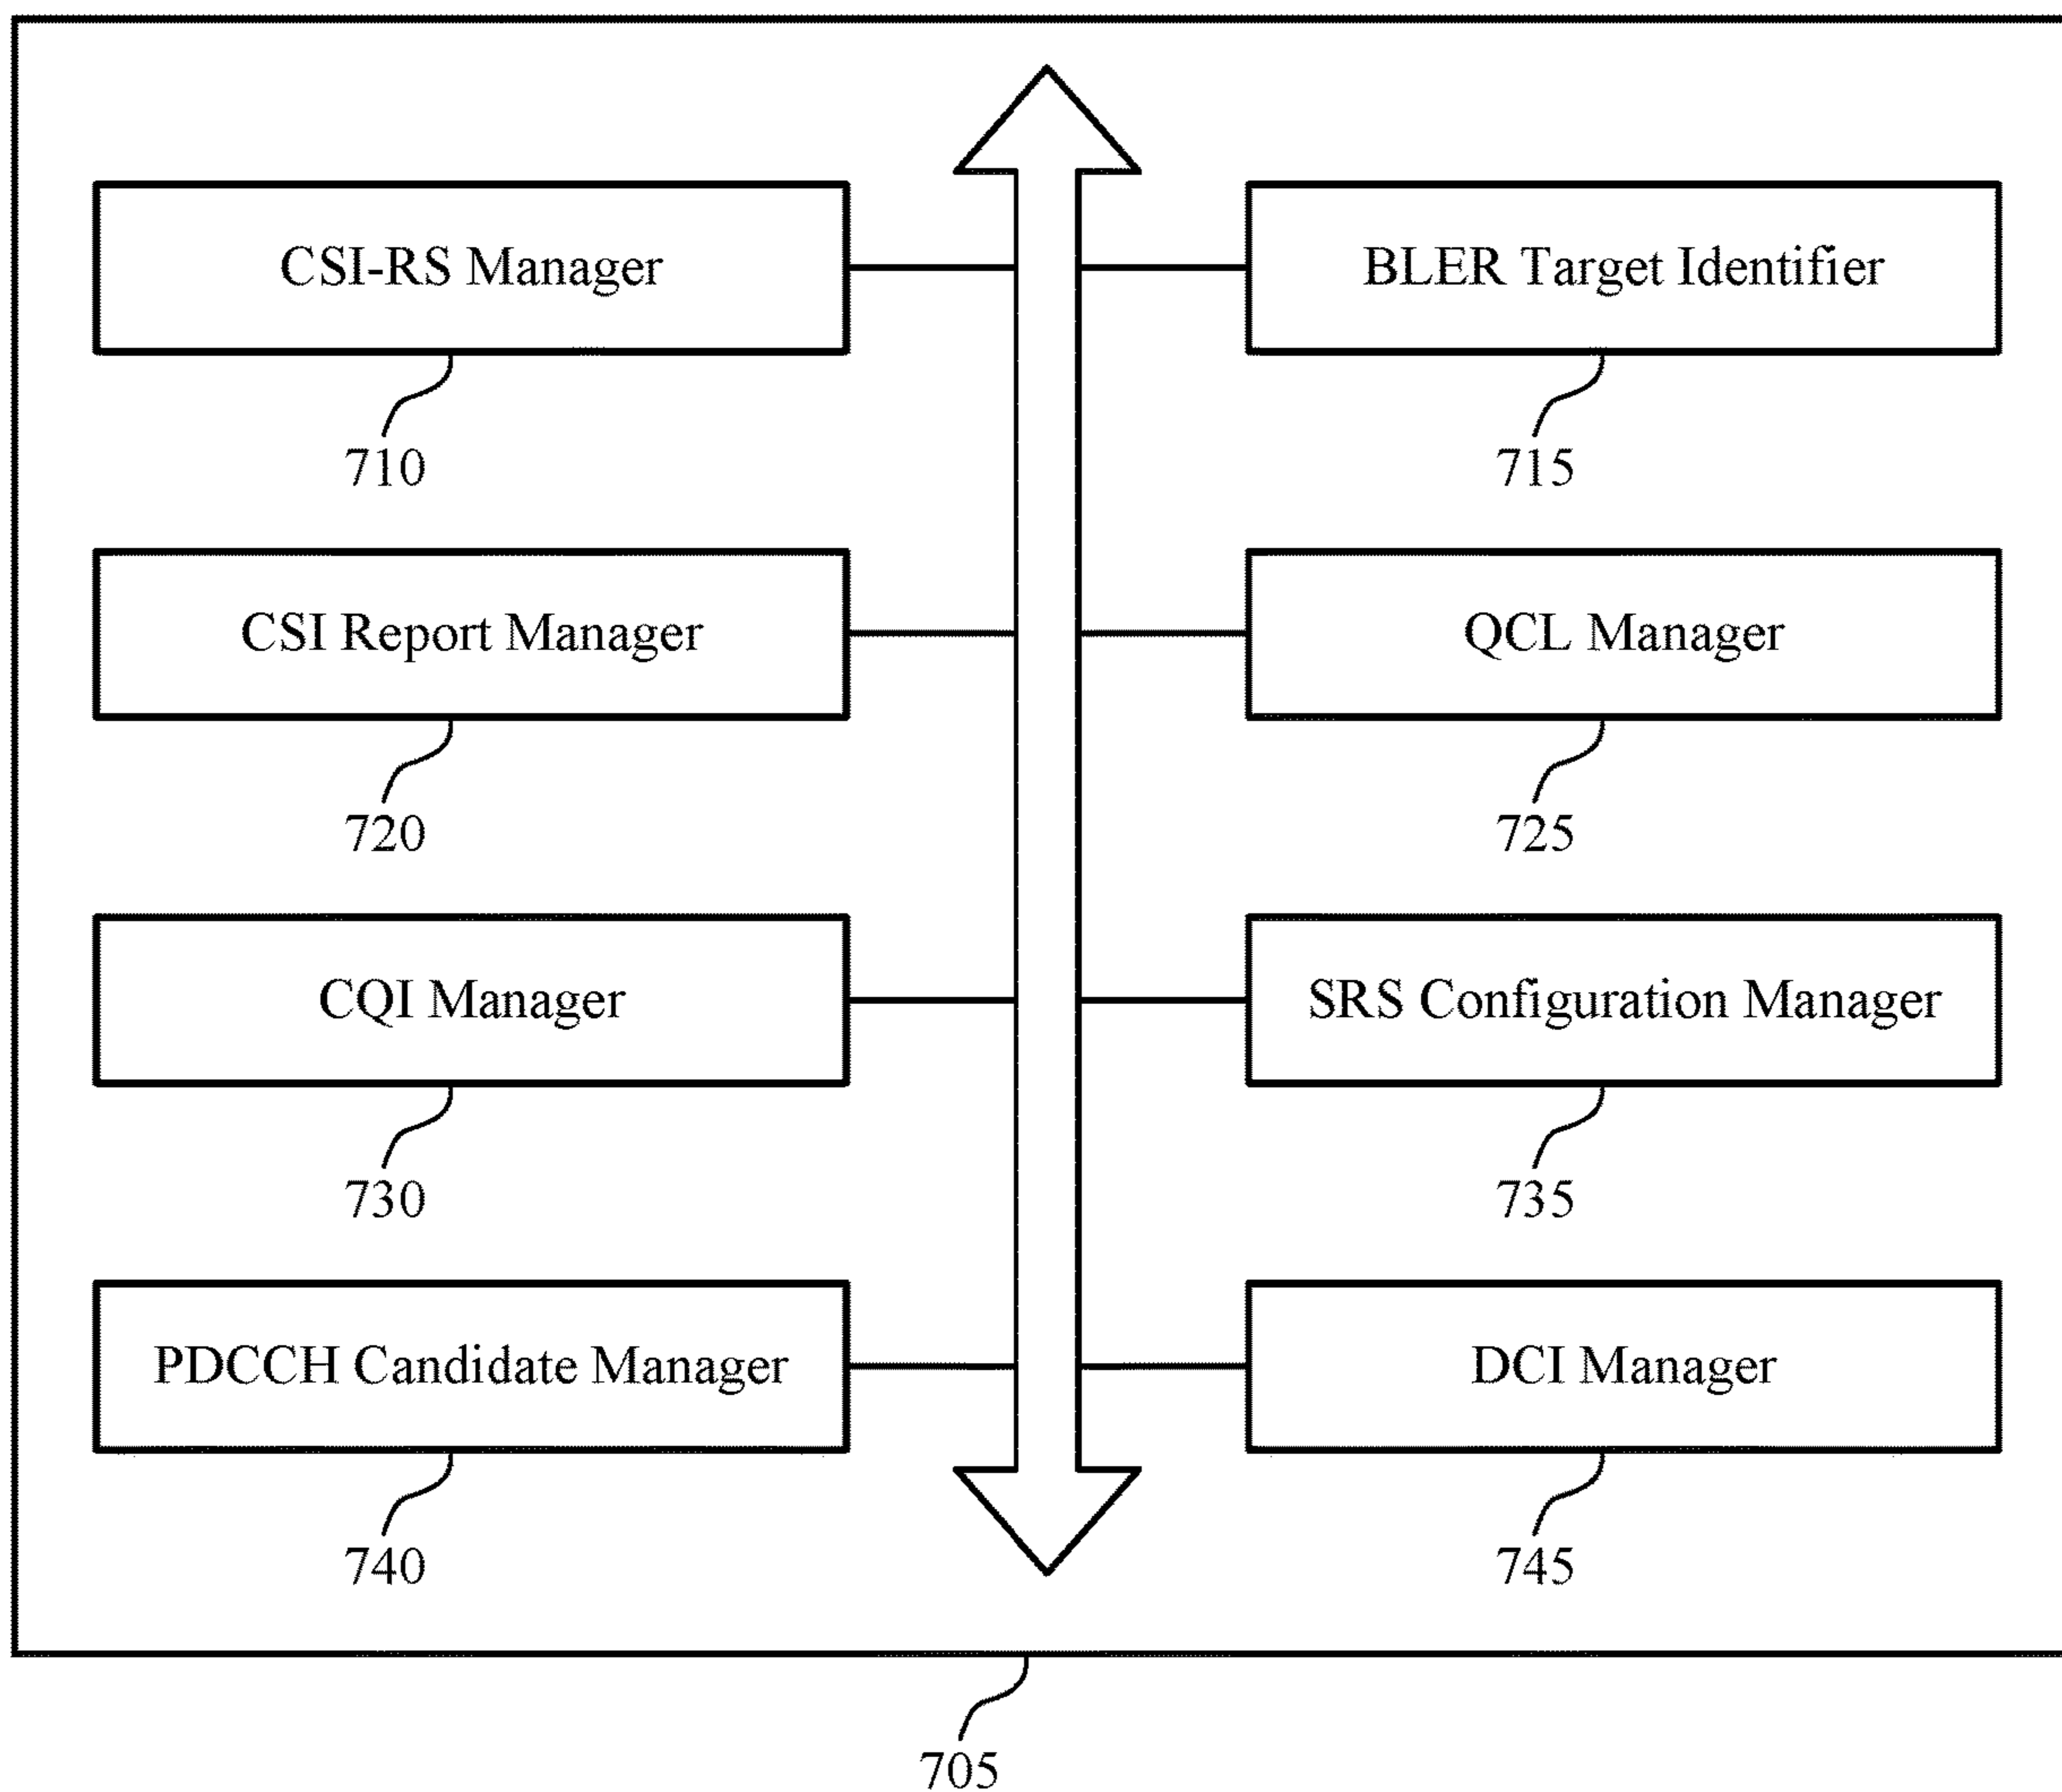 CSI-RS Manager
BLER Target Identifier
710
715
CSI Report Manager
QCL Manager
720
725
CQI Manager
SRS Configuration Manager
730
735
PDCCH Candidate Manager
DCI Manager
740
745
705